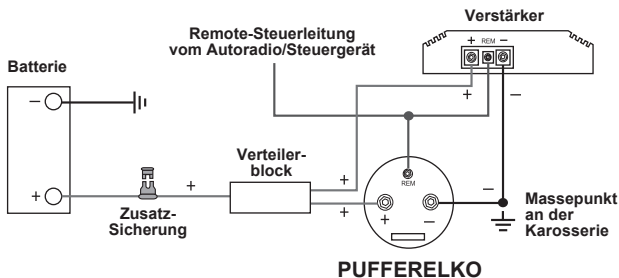 Verstärker
Remote-Steuerleitung
vom Autoradio/Steuergerät
+ REM –
Batterie
+
–
–
Verteiler-
block
+
+
+
+
REM
Zusatz-
Sicherung
+
–
–
Massepunkt
an der
Karosserie
PUFFERELKO